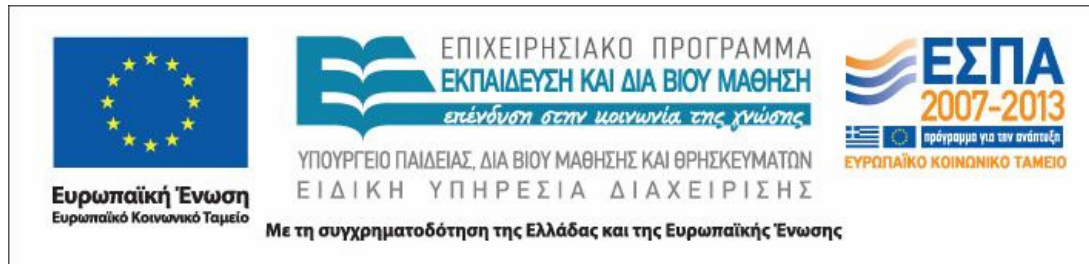 Ευρωπαϊκή Ένωση
Ευρωπαϊκό Κοινωνικό Ταμείο
ΕΠΙΧΕΙΡΗΣΙΑΚΟ ΠΡΟΓΡΑΜΜΑ
ΕΚΠΑΙΔΕΥΣΗ ΚΑΙ ΔΙΑ ΒΙΟΥ ΜΑΘΗΣΗ
επένδυση στην κοινωνία της γνώσης
ΥΠΟΥΡΓΕΙΟ ΠΑΙΔΕΙΑΣ, ΔΙΑ ΒΙΟΥ ΜΑΘΗΣΗΣ ΚΑΙ ΘΡΗΣΚΕΥΜΑΤΩΝ
ΕΙΔΙΚΗ ΥΠΗΡΕΣΙΑ ΔΙΑΧΕΙΡΙΣΗΣ
Με τη συγχρηματοδότηση της Ελλάδας και της Ευρωπαϊκής Ένωσης
ΕΣΠΑ
2007-2013
πρόγραμμα για την ανάπτυξη
ΕΥΡΩΠΑΪΚΟ ΚΟΙΝΩΝΙΚΟ ΤΑΜΕΙΟ